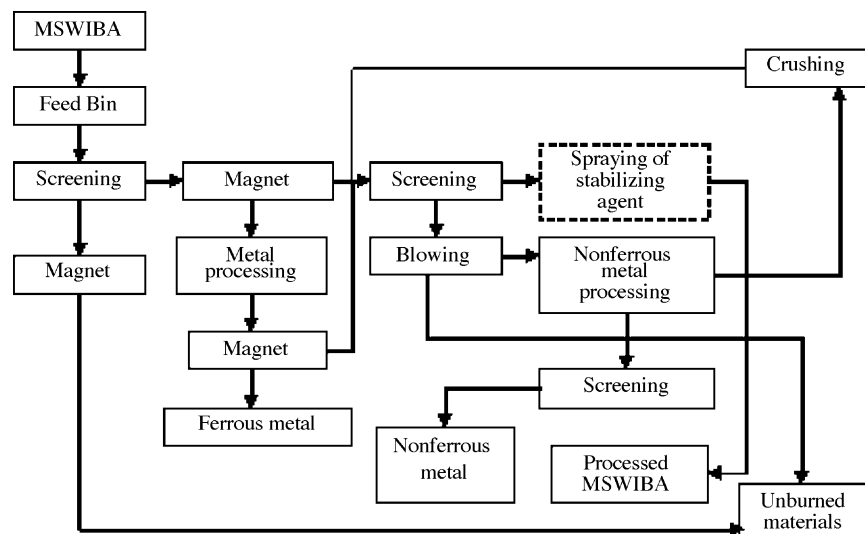 MSWIBA
Crushing
Feed Bin
Screening
Magnet
Screening
Spraying of
stabilizing
agent
Magnet
Metal
processing
Blowing
Nonferrous
metal
processing
Magnet
Screening
Ferrous metal
Nonferrous
metal
Processed
MSWIBA
Unburned
materials